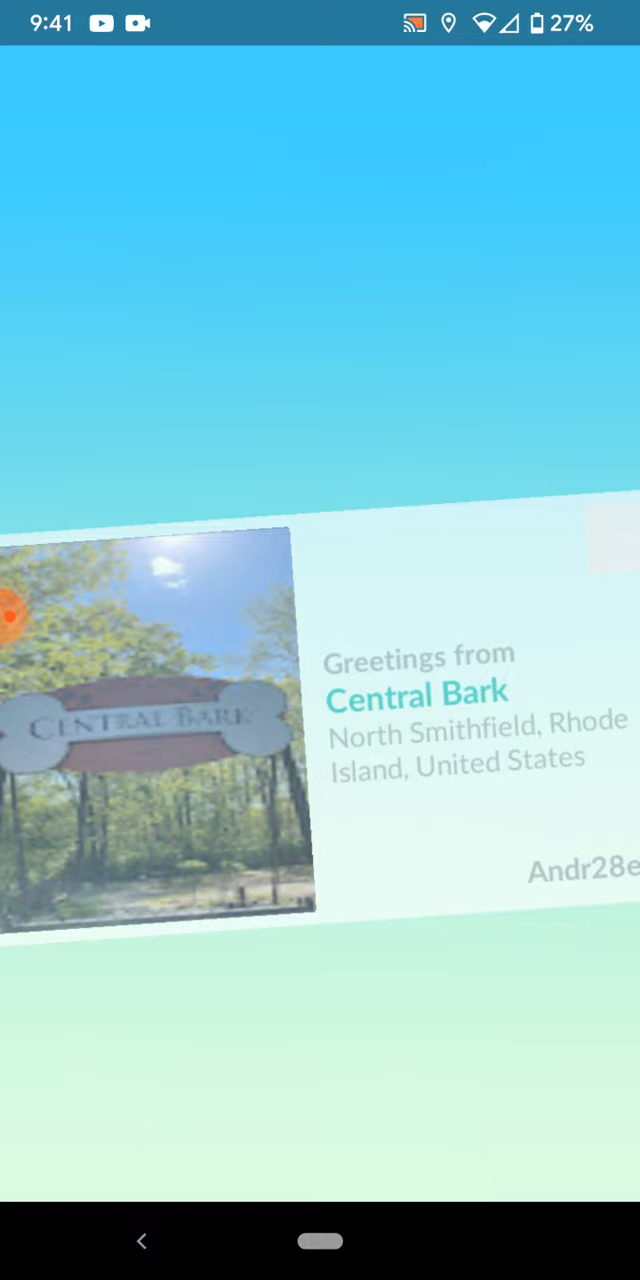 9:41
27%
CENTRAL BARK
Greetings from
Central Bark
North Smithfield, Rhode
Island, United States
Andr28e